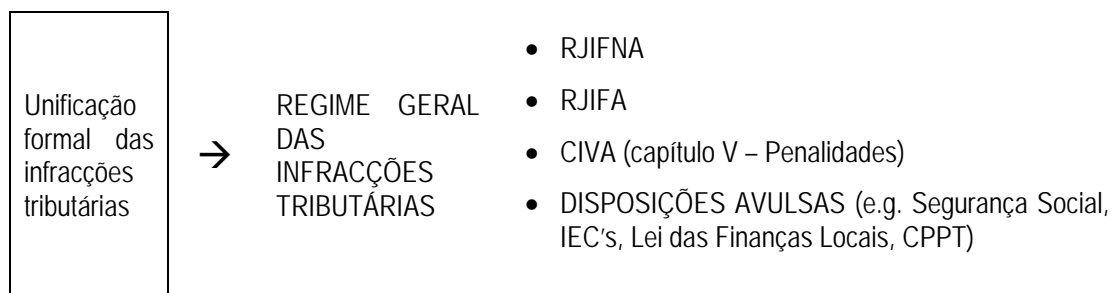 Unificação
formal das
infracções
tributárias
→
REGIME GERAL
DAS
INFRACÇÕES
TRIBUTÁRIAS
• RJIFNA
• RJIFA
• CIVA (capítulo V – Penalidades)
• DISPOSIÇÕES AVULSAS (e.g. Segurança Social,
IEC's, Lei das Finanças Locais, CPPT)